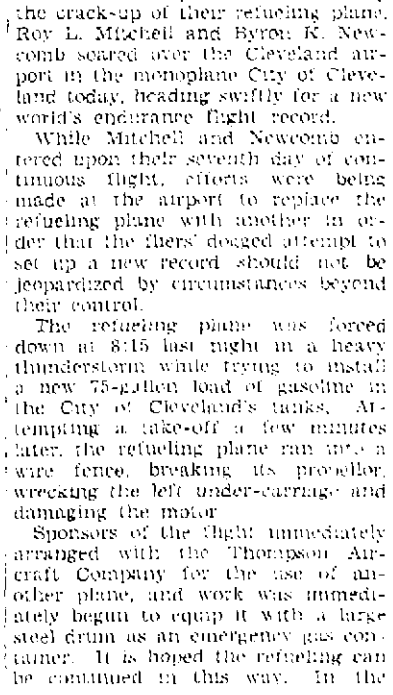 the crack-up of their refueling plane,
Roy L. Mitchell and Byron K. New-
comb soared over the Cleveland air-
port in the monoplane City of Cleve-
land today, heading swiftly for a new
world's endurance flight record.
While Mitchell and Newcomb en-
tered upon their seventh day of con-
tinuous flight, efforts were being
made at the airport to replace the
refueling plane with another in or-
der that the fliers' dogged attempt to
set up a new record should not be
jeopardized by circumstances beyond
their control.
The refueling plane was forced
down at 8:15 last night in a heavy
thunderstorm while trying to install
a new 75-gallon load of gasoline in
the City of Cleveland's tanks. At-
tempting a take-off a few minutes
later, the refueling plane ran into a
wire fence, breaking its propellor,
wrecking the left under-carriage and
damaging the motor
Sponsors of the flight immediately
arranged with the Thompson Air-
craft Company for the use of an-
other plane, and work was immedi-
ately begun to equip it with a large
steel drum as an emergency gas con-
tainer. It is hoped the refueling can
be continued in this way. In the